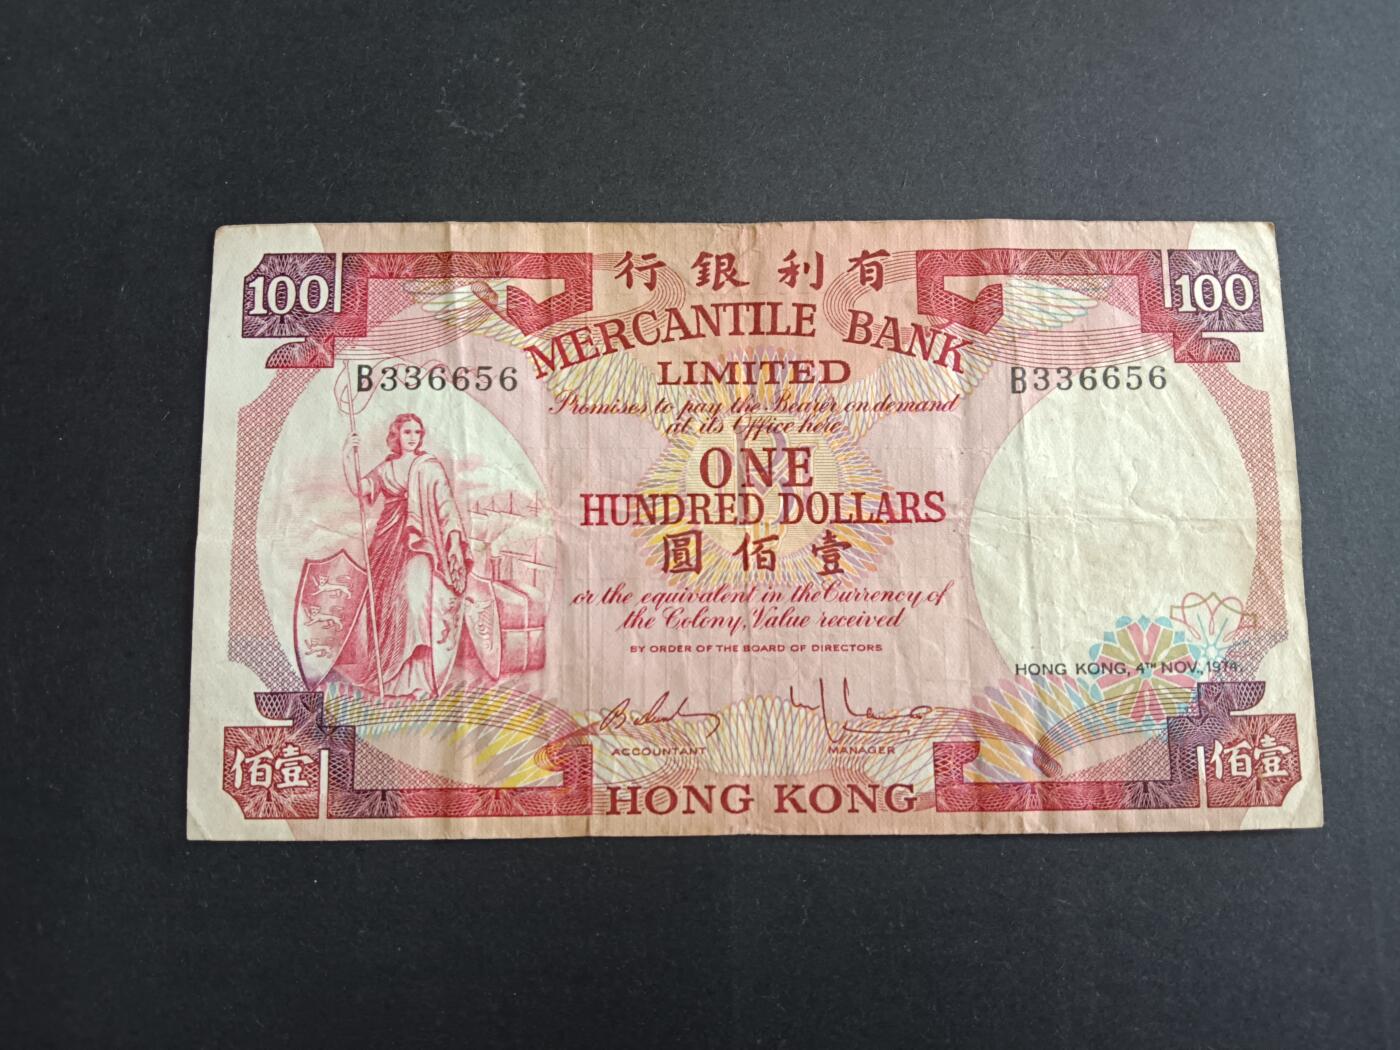 100
行銀利有
100
MERCANTILE BANK
LIMITED
B336656
B336656
Promises to pay the Bearer on demand
at its Office here
ONE
HUNDRED DOLLARS
圓佰壹
or the equivalent in the Currency of
the Colony, Value received
BY ORDER OF THE BOARD OF DIRECTORS
HONG KONG, 4TH NOV., 1974.
ACCOUNTANT
MANAGER
佰壹
HONG KONG
佰壹